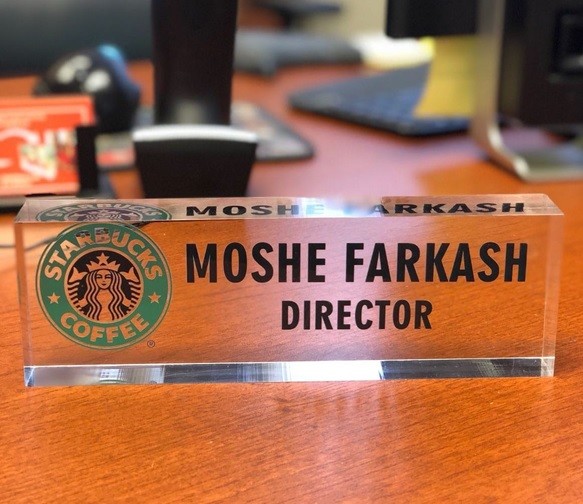 STARBUCKS
COFFEE
®
MOSHE FARKASH
DIRECTOR